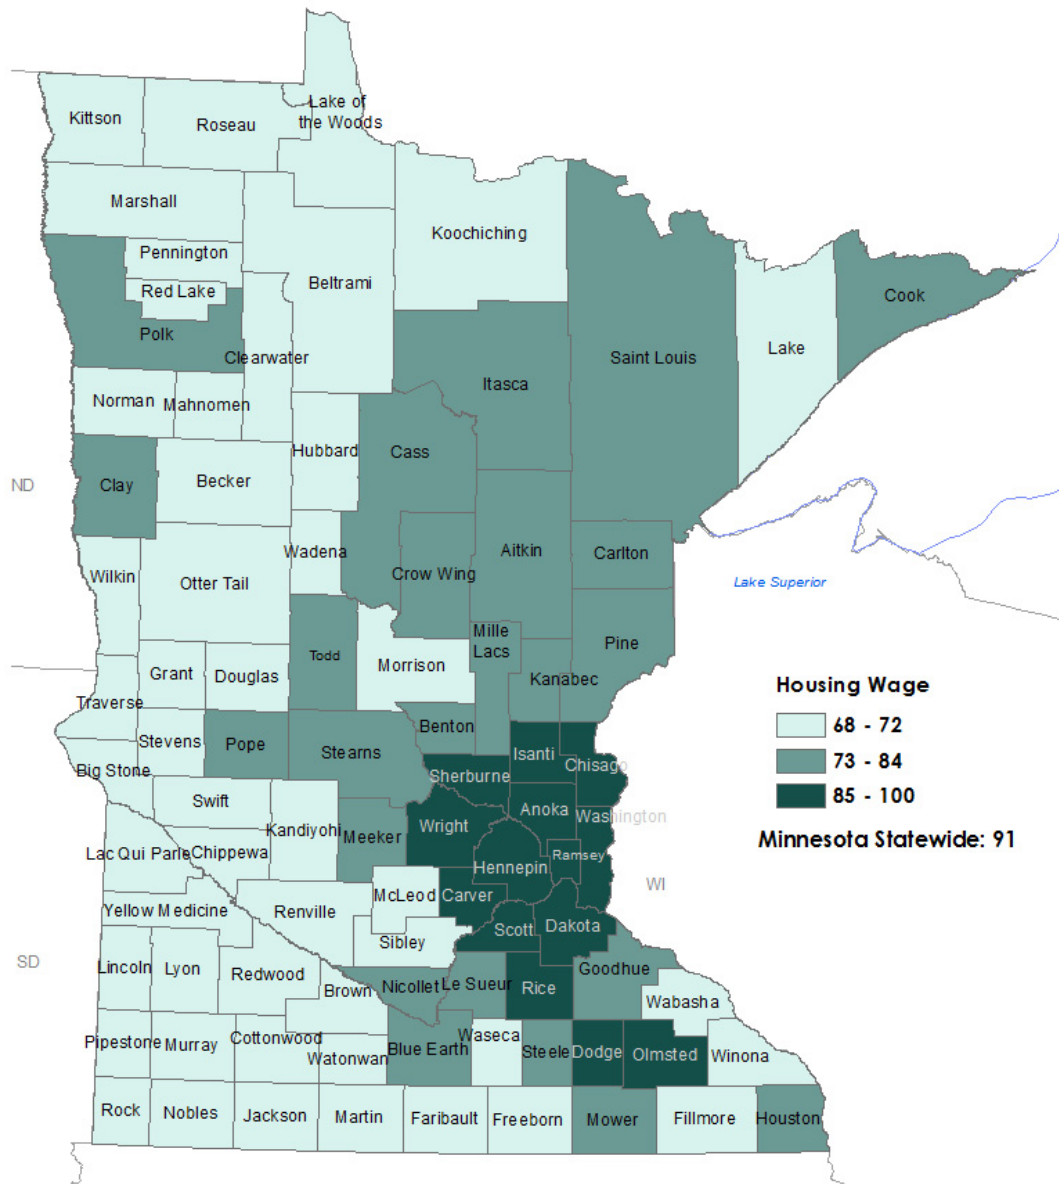 Lake of
the Woods
Kittson
Roseau
Marshall
Koochiching
Pennington
Beltrami
Red Lake
Cook
Polk
Lake
Clearwater
Saint Louis
Itasca
Norman
Mahnomen
Hubbard
Cass
Clay
Becker
ND
Wadena
Aitkin
Carlton
Crow Wing
Wilkin
Otter Tail
Lake Superior
Mille
Lacs
Pine
Todd
Morrison
Grant
Douglas
Kanabec
Traverse
Housing Wage
68 - 72
73 - 84
85 - 100
Minnesota Statewide: 91
Benton
Stevens
Pope
Stearns
Isanti
Chisago
Big Stone
Sherburne
Swift
Anoka
Washington
Kandiyohi
Meeker
Wright
Lac Qui Parle
Chippewa
Ramsey
Hennepin
WI
McLeod
Carver
Yellow Medicine
Renville
Dakota
Scott
Sibley
SD
Lincoln
Lyon
Redwood
Goodhue
Brown
Nicollet
Le Sueur
Rice
Wabasha
Pipestone
Murray
Cottonwood
Watonwan
Blue Earth
Waseca
Steele
Dodge
Olmsted
Winona
Rock
Nobles
Jackson
Martin
Faribault
Freeborn
Mower
Fillmore
Houston